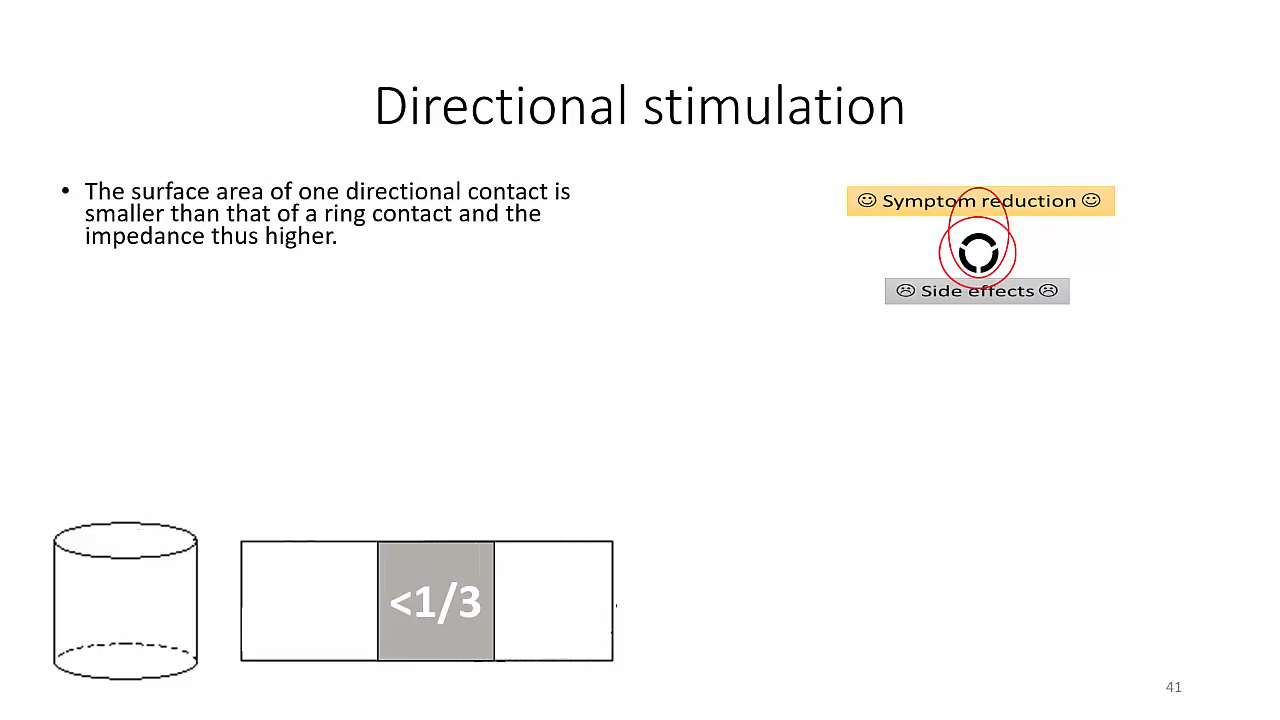 Directional stimulation
• The surface area of one directional contact is
smaller than that of a ring contact and the
impedance thus higher.
☺ Symptom reduction ☺
☹ Side effects ☹
<1/3
41